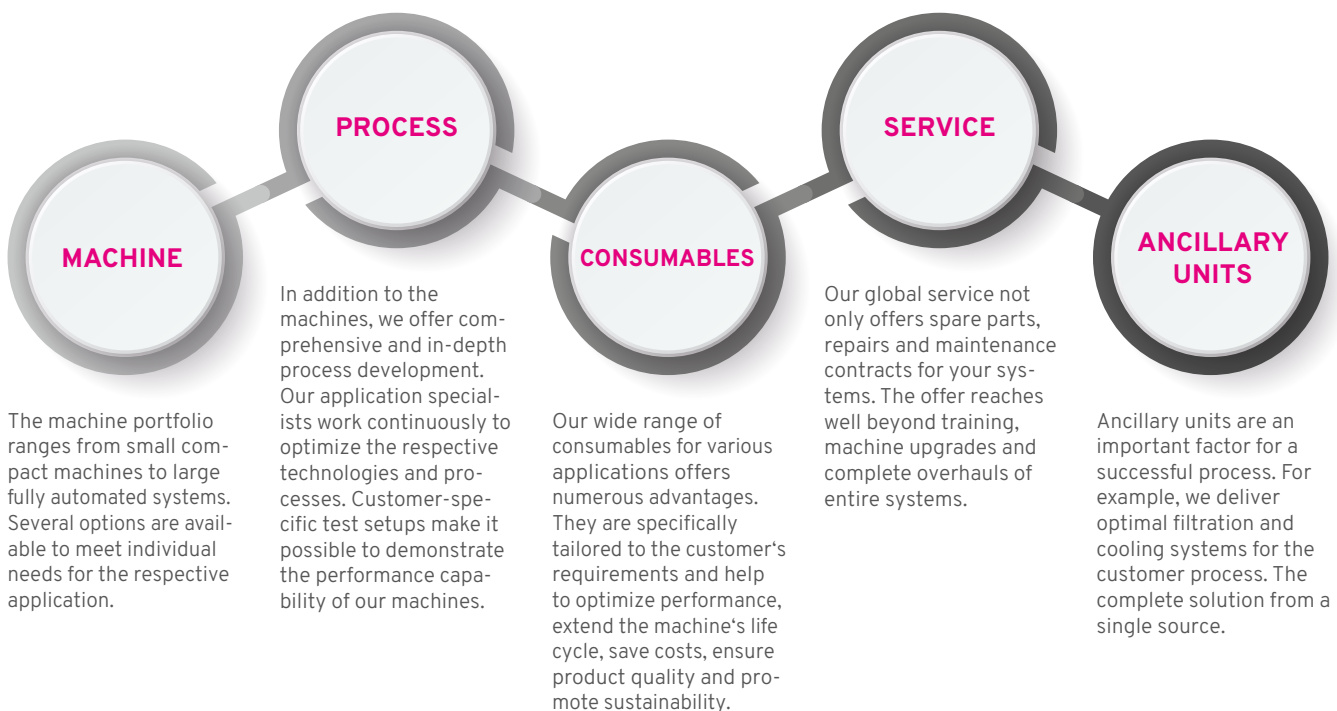 MACHINE
The machine portfolio
ranges from small com-
pact machines to large
fully automated systems.
Several options are avail-
able to meet individual
needs for the respective
application.
PROCESS
In addition to the
machines, we offer com-
prehensive and in-depth
process development.
Our application special-
ists work continuously to
optimize the respective
technologies and pro-
cesses. Customer-spe-
cific test setups make it
possible to demonstrate
the performance capa-
bility of our machines.
CONSUMABLES
Our wide range of
consumables for various
applications offers
numerous advantages.
They are specifically
tailored to the customer‘s
requirements and help
to optimize performance,
extend the machine‘s life
cycle, save costs, ensure
product quality and pro-
mote sustainability.
SERVICE
Our global service not
only offers spare parts,
repairs and maintenance
contracts for your sys-
tems. The offer reaches
well beyond training,
machine upgrades and
complete overhauls of
entire systems.
ANCILLARY
UNITS
Ancillary units are an
important factor for a
successful process. For
example, we deliver
optimal filtration and
cooling systems for the
customer process. The
complete solution from a
single source.